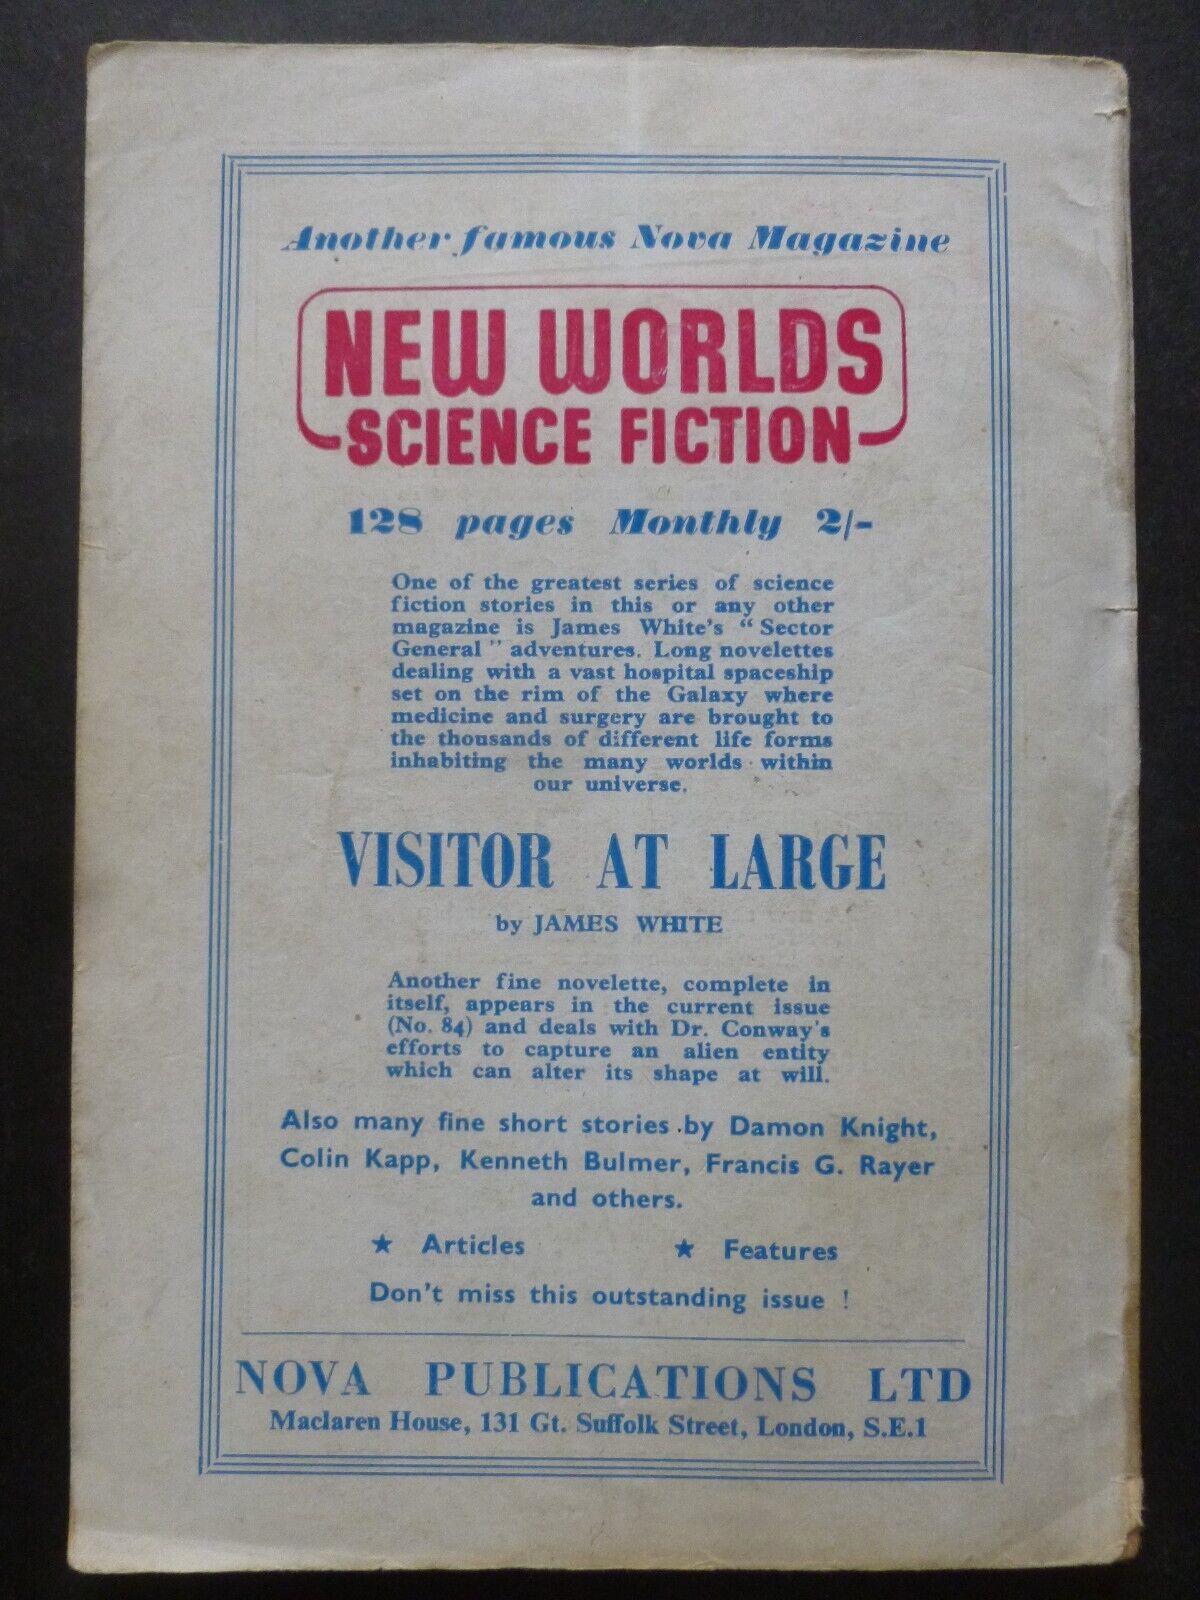 Another famous Nova Magazine
NEW WORLDS
SCIENCE FICTION
128 pages Monthly 2/-
One of the greatest series of science
fiction stories in this or any other
magazine is James White's "Sector
General" adventures. Long novelettes
dealing with a vast hospital spaceship
set on the rim of the Galaxy where
medicine and surgery are brought to
the thousands of different life forms
inhabiting the many worlds within
our universe.
VISITOR AT LARGE
by JAMES WHITE
Another fine novelette, complete in
itself, appears in the current issue
(No. 84) and deals with Dr. Conway's
efforts to capture an alien entity
which can alter its shape at will.
Also many fine short stories by Damon Knight,
Colin Kapp, Kenneth Bulmer, Francis G. Rayer
and others.
★ Articles ★ Features
Don't miss this outstanding issue !
NOVA PUBLICATIONS LTD
Maclaren House, 131 Gt. Suffolk Street, London, S.E.1